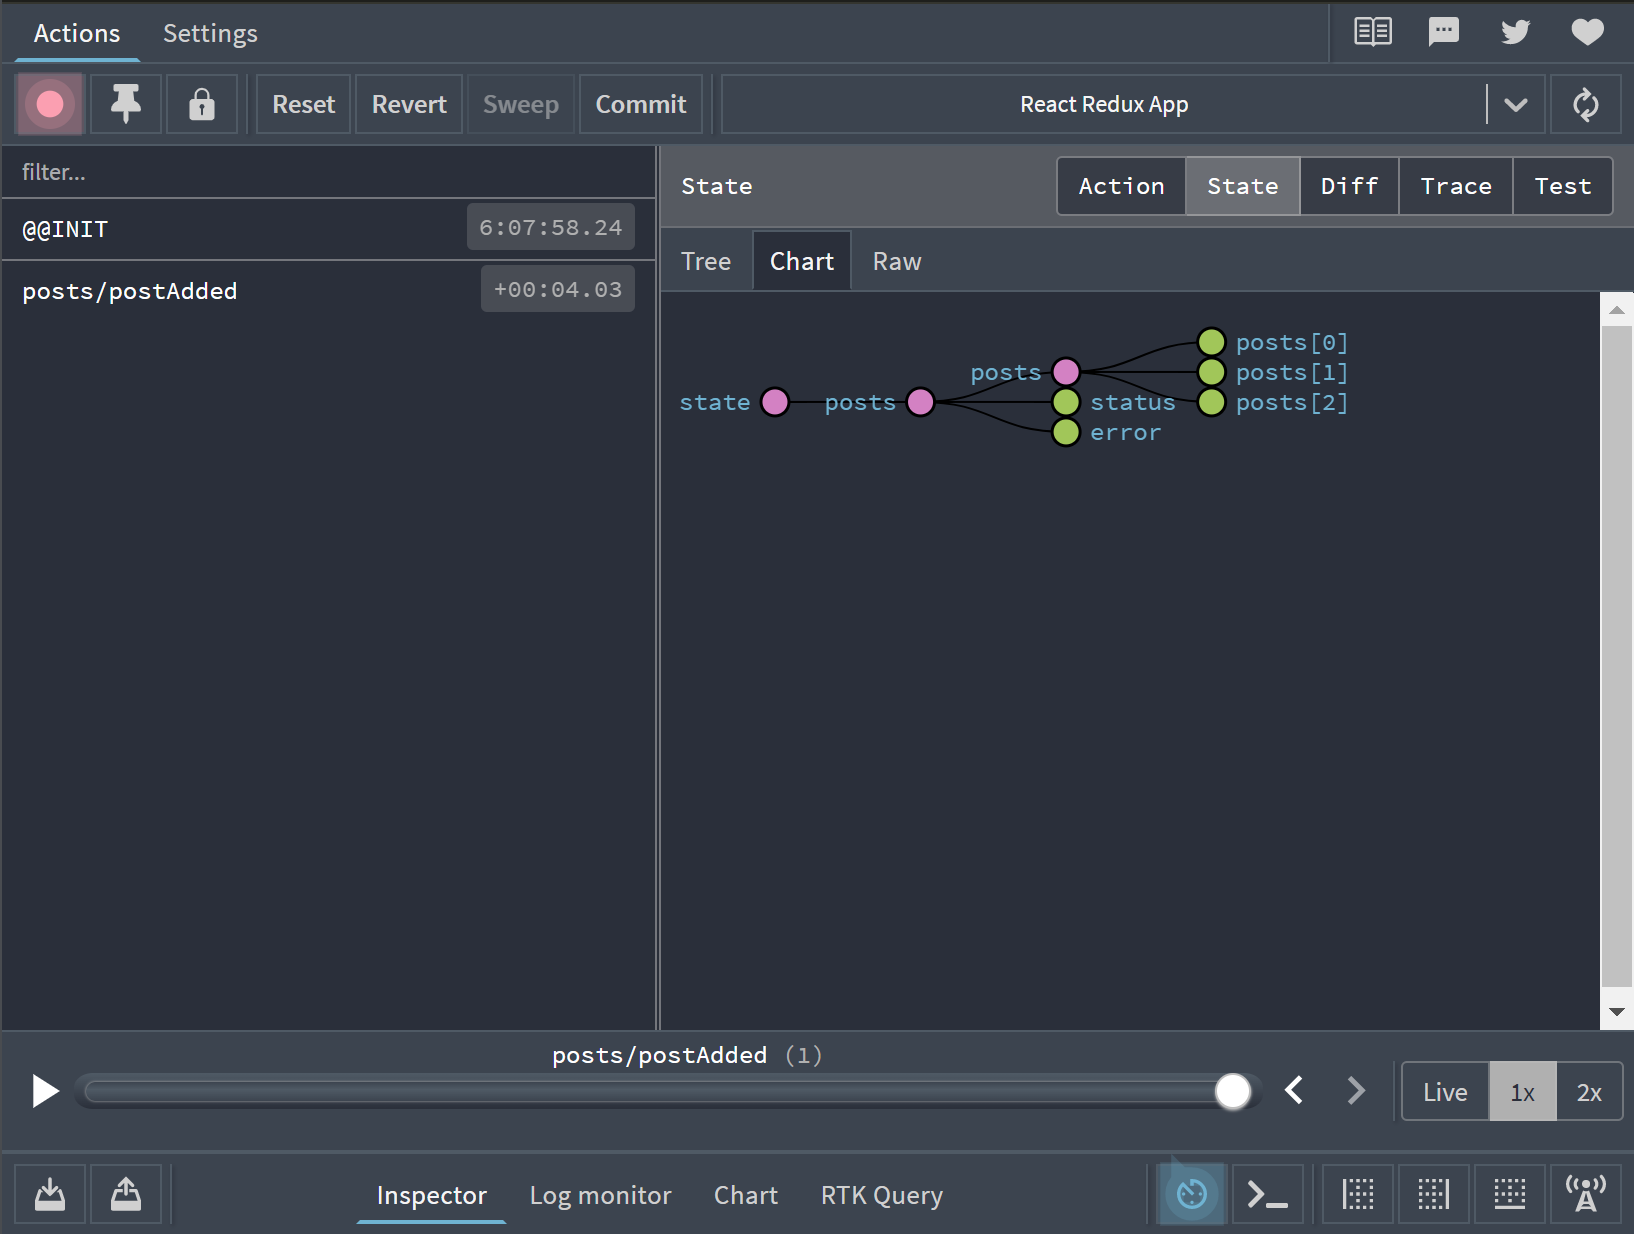 Actions Settings
Reset Revert Sweep Commit React Redux App
filter...
@@INIT 6:07:58.24
posts/postAdded +00:04.03
State Action State Diff Trace Test
Tree Chart Raw
posts[0]
posts posts[1]
state posts status posts[2]
error
posts/postAdded (1)
Live 1x 2x
Inspector Log monitor Chart RTK Query